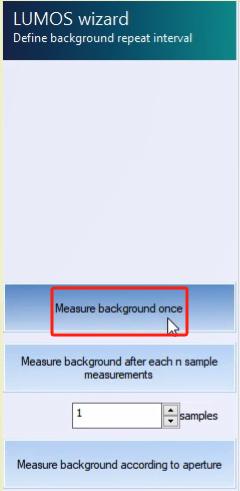 LUMOS wizard
Define background repeat interval
Measure background once
Measure background after each n sample
measurements
1 samples
Measure background according to aperture